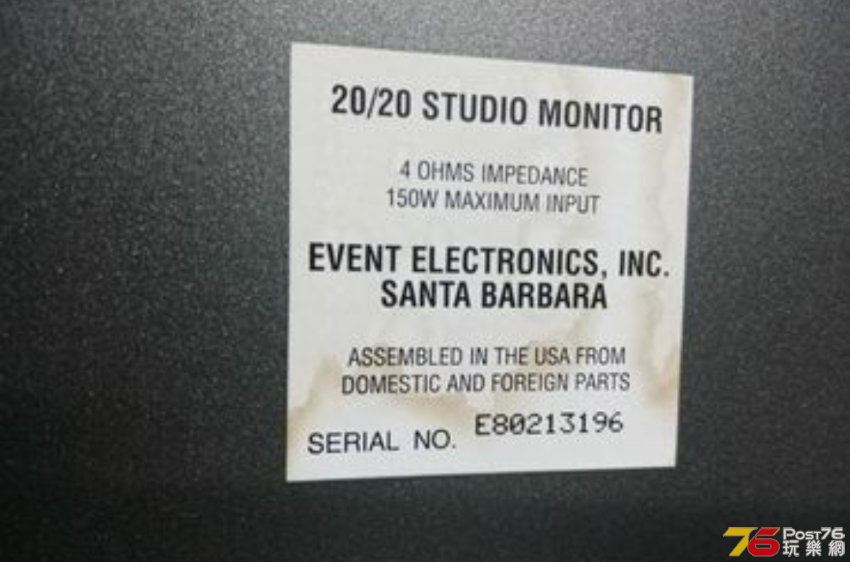 20/20 STUDIO MONITOR
4 OHMS IMPEDANCE
150W MAXIMUM INPUT
EVENT ELECTRONICS, INC.
SANTA BARBARA
ASSEMBLED IN THE USA FROM
DOMESTIC AND FOREIGN PARTS
SERIAL NO. E80213196
76 Post76
玩樂網